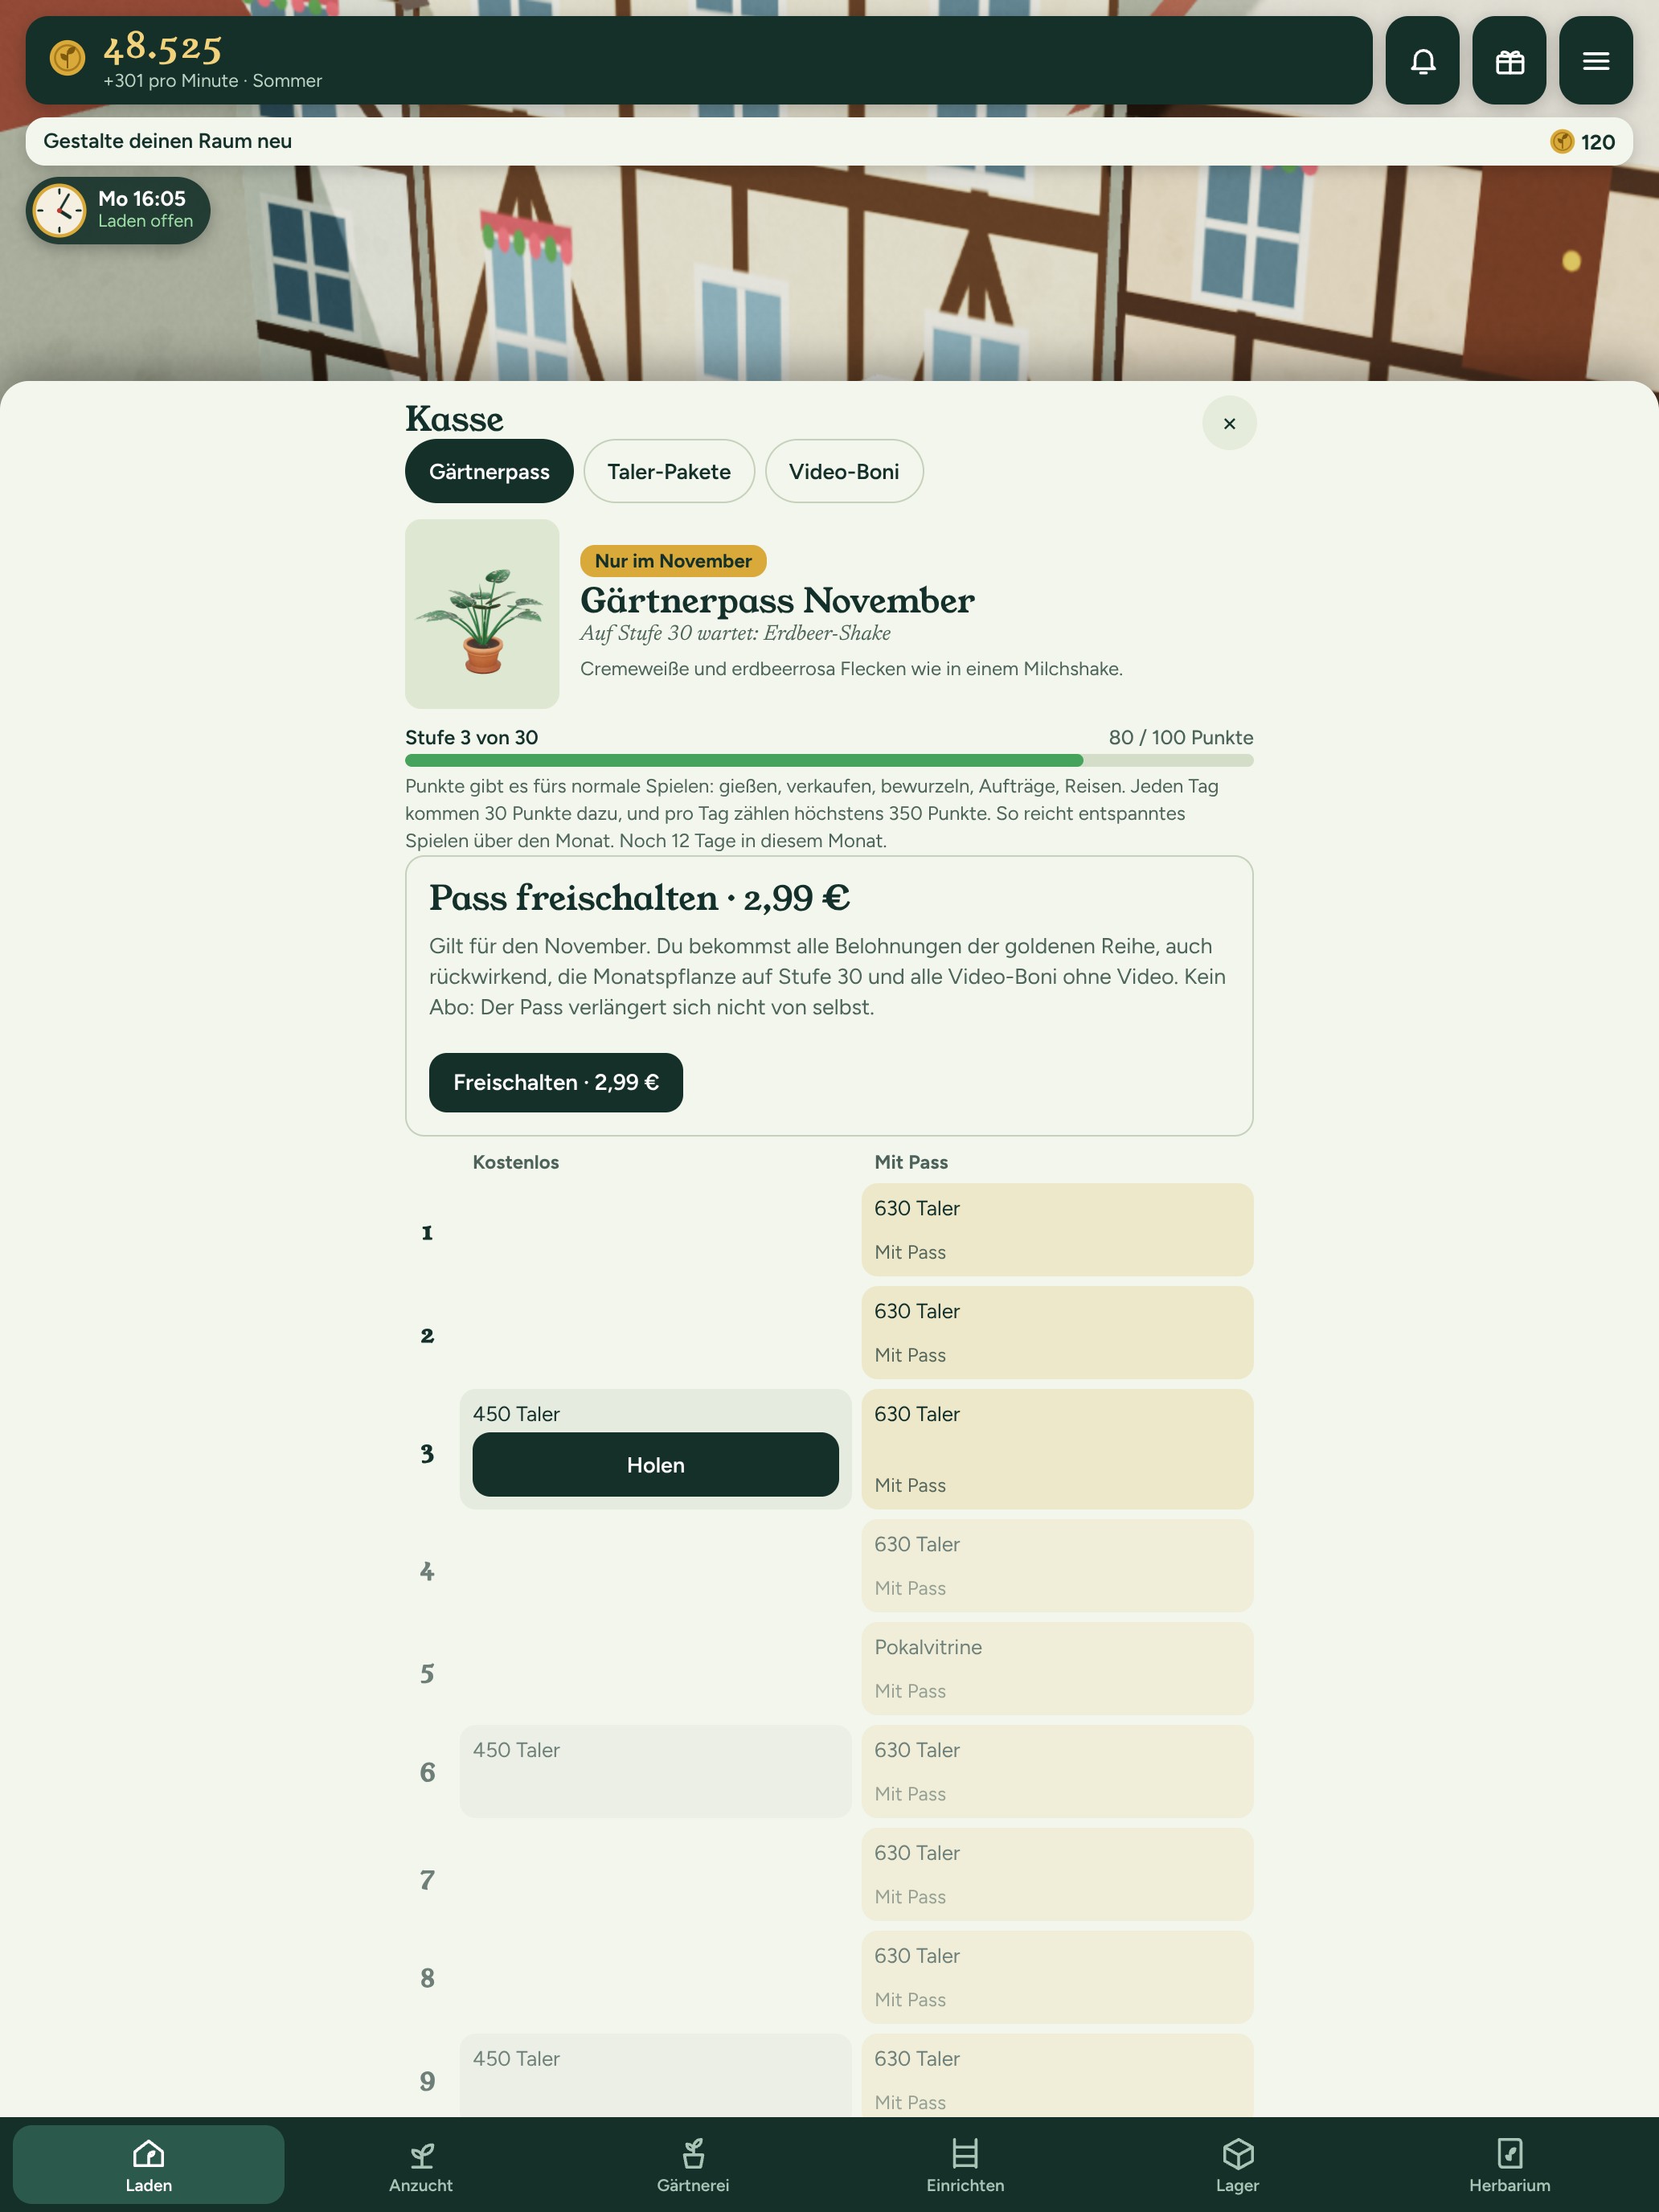 48.525
+301 pro Minute · Sommer
Gestalte deinen Raum neu
120
Mo 16:05
Laden offen
Kasse
×
Gärtnerpass
Taler-Pakete
Video-Boni
Nur im November
Gärtnerpass November
Auf Stufe 30 wartet: Erdbeer-Shake
Cremeweiße und erdbeerrosa Flecken wie in einem Milchshake.
Stufe 3 von 30
80 / 100 Punkte
Punkte gibt es fürs normale Spielen: gießen, verkaufen, bewurzeln, Aufträge, Reisen. Jeden Tag
kommen 30 Punkte dazu, und pro Tag zählen höchstens 350 Punkte. So reicht entspanntes
Spielen über den Monat. Noch 12 Tage in diesem Monat.
Pass freischalten · 2,99 €
Gilt für den November. Du bekommst alle Belohnungen der goldenen Reihe, auch
rückwirkend, die Monatspflanze auf Stufe 30 und alle Video-Boni ohne Video. Kein
Abo: Der Pass verlängert sich nicht von selbst.
Freischalten · 2,99 €
Kostenlos
Mit Pass
1
630 Taler
Mit Pass
2
630 Taler
Mit Pass
3
450 Taler
Holen
630 Taler
Mit Pass
4
630 Taler
Mit Pass
5
Pokalvitrine
Mit Pass
6
450 Taler
630 Taler
Mit Pass
7
630 Taler
Mit Pass
8
630 Taler
Mit Pass
9
450 Taler
630 Taler
Mit Pass
Laden
Anzucht
Gärtnerei
Einrichten
Lager
Herbarium